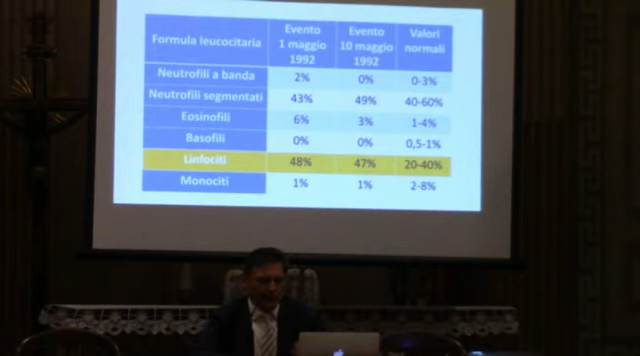 Formula leucocitaria Evento 1 maggio 1992 Evento 10 maggio 1992 Valori normali
Neutrofili a banda 2% 0% 0-3%
Neutrofili segmentati 43% 49% 40-60%
Eosinofili 6% 3% 1-4%
Basofili 0% 0% 0,5-1%
Linfociti 48% 47% 20-40%
Monociti 1% 1% 2-8%